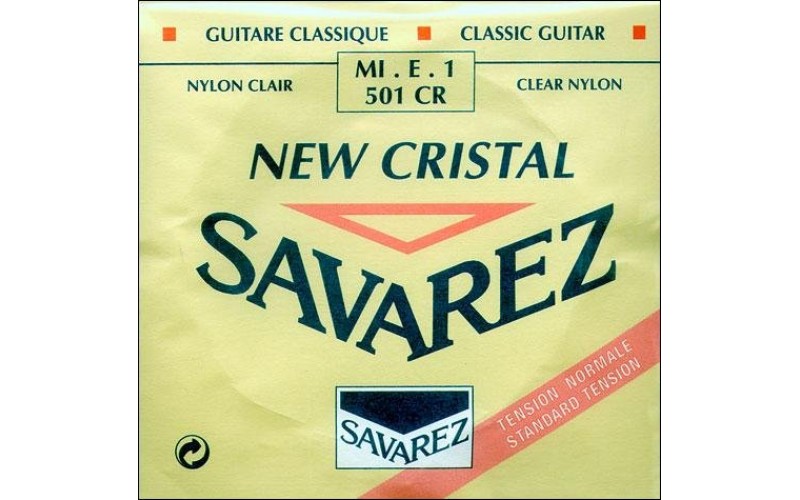 GUITARE CLASSIQUE CLASSIC GUITAR
MI . E . 1
NYLON CLAIR CLEAR NYLON
501 CR
NEW CRISTAL
SAVAREZ
TENSION NORMALE
STANDARD TENSION
SAVAREZ